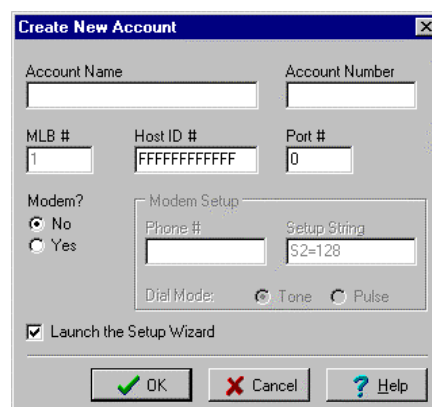 Create New Account
Account Name Account Number
MLB # Host ID # Port #
1 FFFFFFFFFFFF 0
Modem? Modem Setup
No Phone # Setup String
Yes S2=128
Dial Mode: Tone Pulse
Launch the Setup Wizard
OK Cancel Help